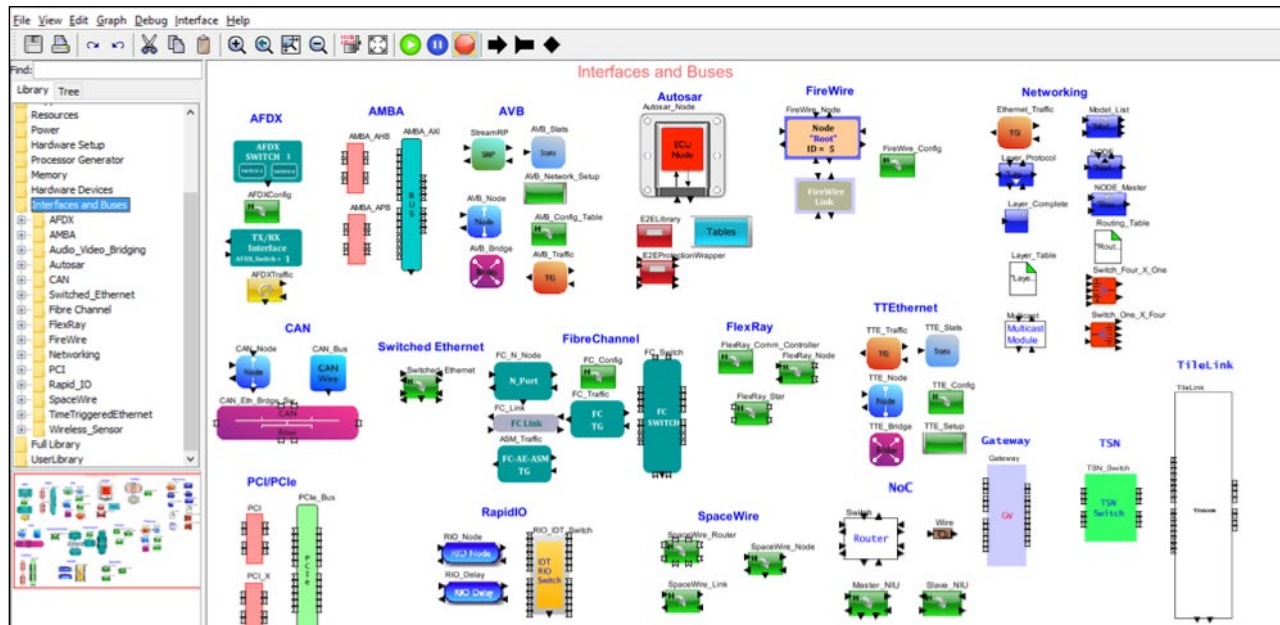 File View Edit Graph Debug Interface Help
Find:
Library Tree
Resources
Power
Hardware Setup
Processor Generator
Memory
Hardware Devices
Interfaces and Buses
AFDX
AMBA
Audio_Video_Bridging
Autosar
CAN
Switched_Ethernet
Fibre Channel
FlexRay
FireWire
Networking
PCI
Rapid_IO
SpaceWire
TimeTriggeredEthernet
Wireless_Sensor
Full Library
UserLibrary
Interfaces and Buses
AFDX
AFDX
SWITCH 1
AFDXConfig
TX/RX
Interface
AFDX_Switch= 1
AFDXTraffic
AMBA
AMBA_AHB
AMBA_AXI
BUS
AMBA_APB
AVB
StreamRP
SRP
AVB_Stats
Stats
AVB_Network_Setup
AVB_Node
Node
AVB_Config_Table
AVB_Bridge
Bridge
AVB_Traffic
TG
Autosar
Autosar_Node
ECU
Node
E2ELibrary
Tables
E2EProtectionWrapper
FireWire
FireWire_Node
Node
"Root"
ID = 5
FireWire_Config
FireWire
Link
Networking
Ethernet_Traffic
TG
Model_List
Layer_Protocol
NODE
Layer_Complete
NODE_Master
Routing_Table
"Rout...
Layer_Table
"Laye...
Switch_Four_X_One
Multicast
Multicast
Module
Switch_One_X_Four
CAN
CAN_Node
Node
CAN_Bus
CAN
Wire
CAN
Switched Ethernet
Switched_Ethernet
FibreChannel
FC_N_Node
N_Port
FC_Config
FC_Switch
FC
SWITCH
FC_Link
FC Link
FC_Traffic
FC
TG
ASM_Traffic
FC-AE-ASM
TG
FlexRay
FlexRay_Comm_Controller
FlexRay_Node
FlexRay_Star
TTEthernet
TTE_Traffic
TG
TTE_Stats
Stats
TTE_Node
Node
TTE_Config
TTE_Bridge
Bridge
TTE_Setup
Gateway
Gateway
GW
TSN
TSN_Switch
TSN
Switch
TileLink
TileLink
PCI/PCIe
PCI
PCIe_Bus
PCIe
PCI_X
RapidIO
RIO_Node
RIO Node
RIO_Delay
RIO Delay
RIO_IDT_Switch
IDT
RIO
Switch
SpaceWire
SpaceWire_Router
SpaceWire_Node
SpaceWire_Link
NoC
Switch
Router
Wire
Master_NIU
Slave_NIU